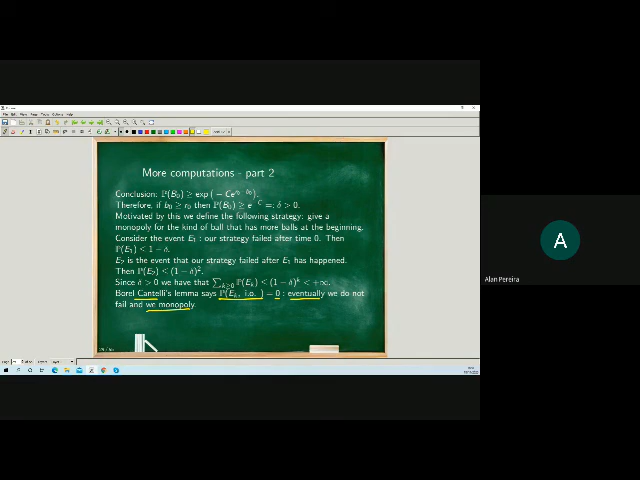 More computations - part 2
Conclusion: ℙ(B₀) ≥ exp (−Ce^{r₀−b₀}).
Therefore, if b₀ ≥ r₀ then ℙ(B₀) ≥ e^{−C} =: δ > 0.
Motivated by this we define the following strategy: give a
monopoly for the kind of ball that has more balls at the beginning.
Consider the event E₁ : our strategy failed after time 0. Then
ℙ(E₁) ≤ 1 − δ.
E₂ is the event that our strategy failed after E₁ has happened.
Then ℙ(E₂) ≤ (1 − δ)².
Since δ > 0 we have that ∑_{k≥0} ℙ(E_k) ≤ (1 − δ)^k < +∞.
Borel Cantelli's lemma says ℙ(E_k, i.o. ) = 0 : eventually we do not
fail and we monopoly.
A
Alan Pereira